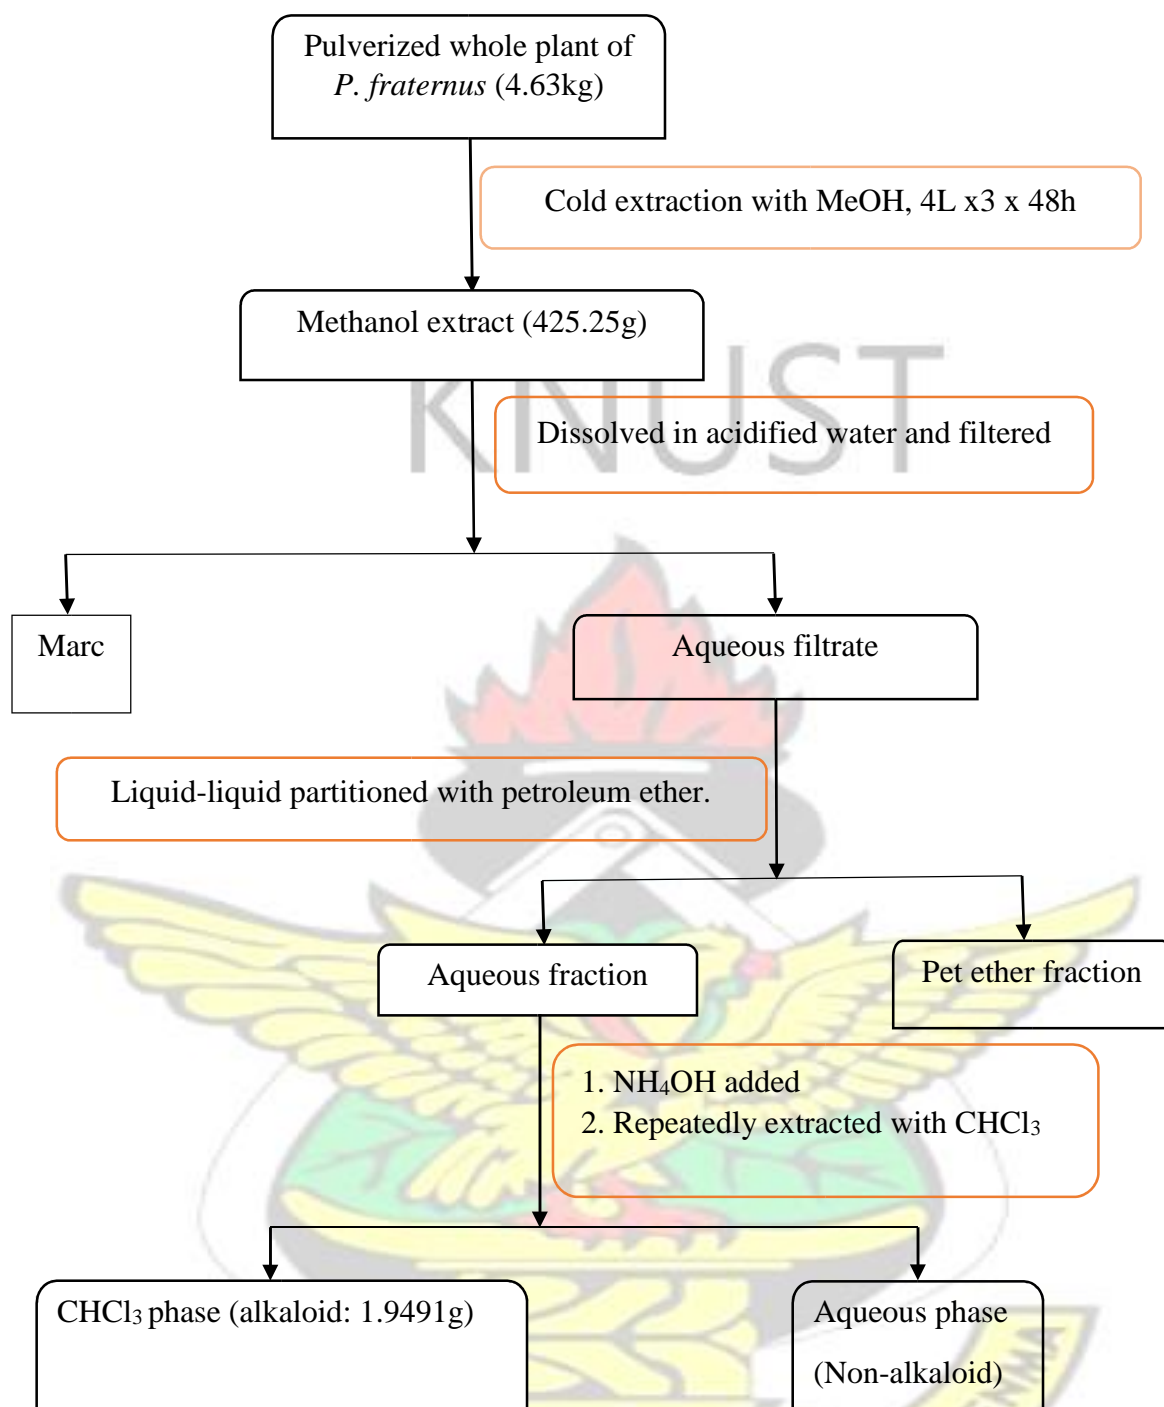 Pulverized whole plant of
P. fraternus (4.63kg)
Cold extraction with MeOH, 4L x3 x 48h
Methanol extract (425.25g)
KNUST
Dissolved in acidified water and filtered
Marc
Aqueous filtrate
Liquid-liquid partitioned with petroleum ether.
Aqueous fraction
Pet ether fraction
1. NH₄OH added
2. Repeatedly extracted with CHCl₃
CHCl₃ phase (alkaloid: 1.9491g)
Aqueous phase
(Non-alkaloid)